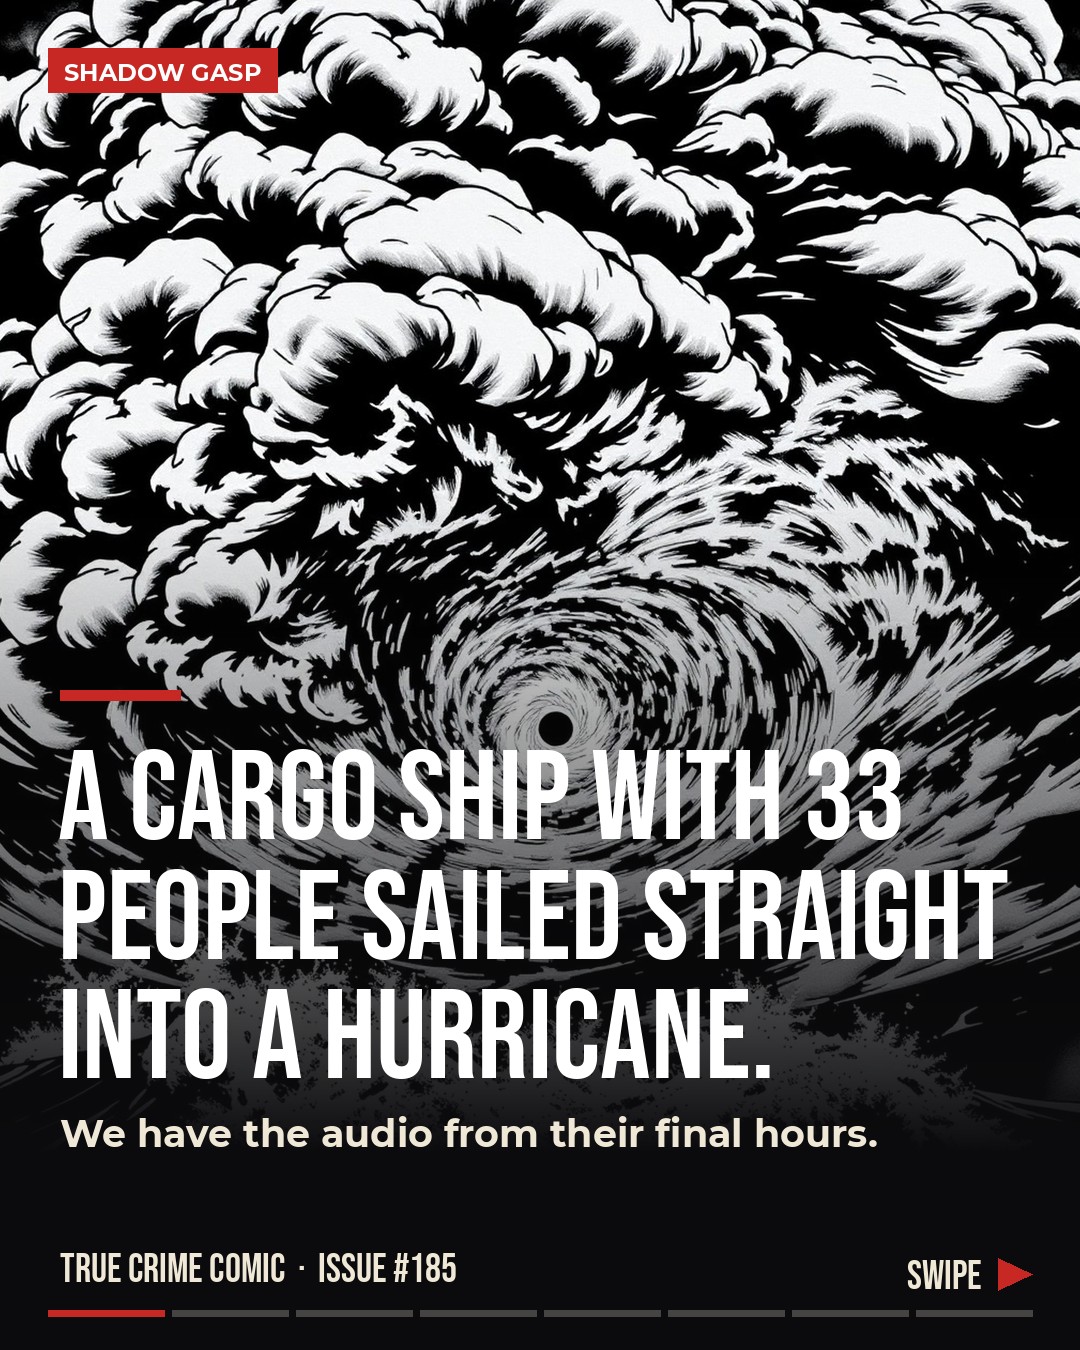 SHADOW GASP
A CARGO SHIP WITH 33
PEOPLE SAILED STRAIGHT
INTO A HURRICANE.
We have the audio from their final hours.
TRUE CRIME COMIC · ISSUE #185
SWIPE